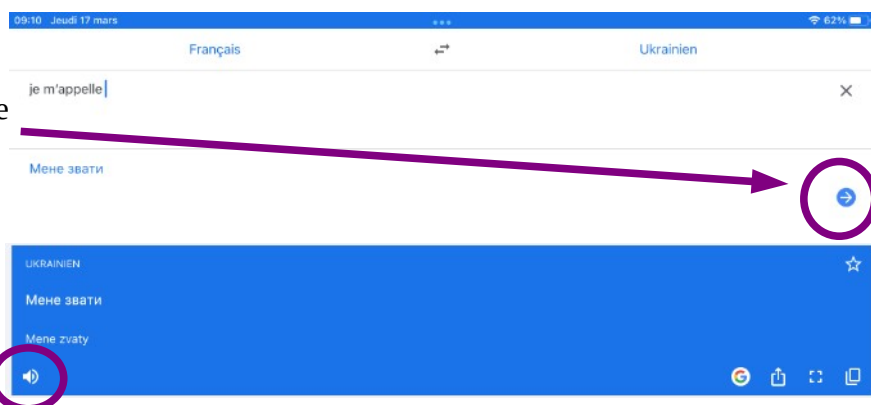 09:10 Jeudi 17 mars 62%
Français Ukrainien
je m'appelle
e
Мене звати
UKRAINIEN
Мене звати
Mene zvaty